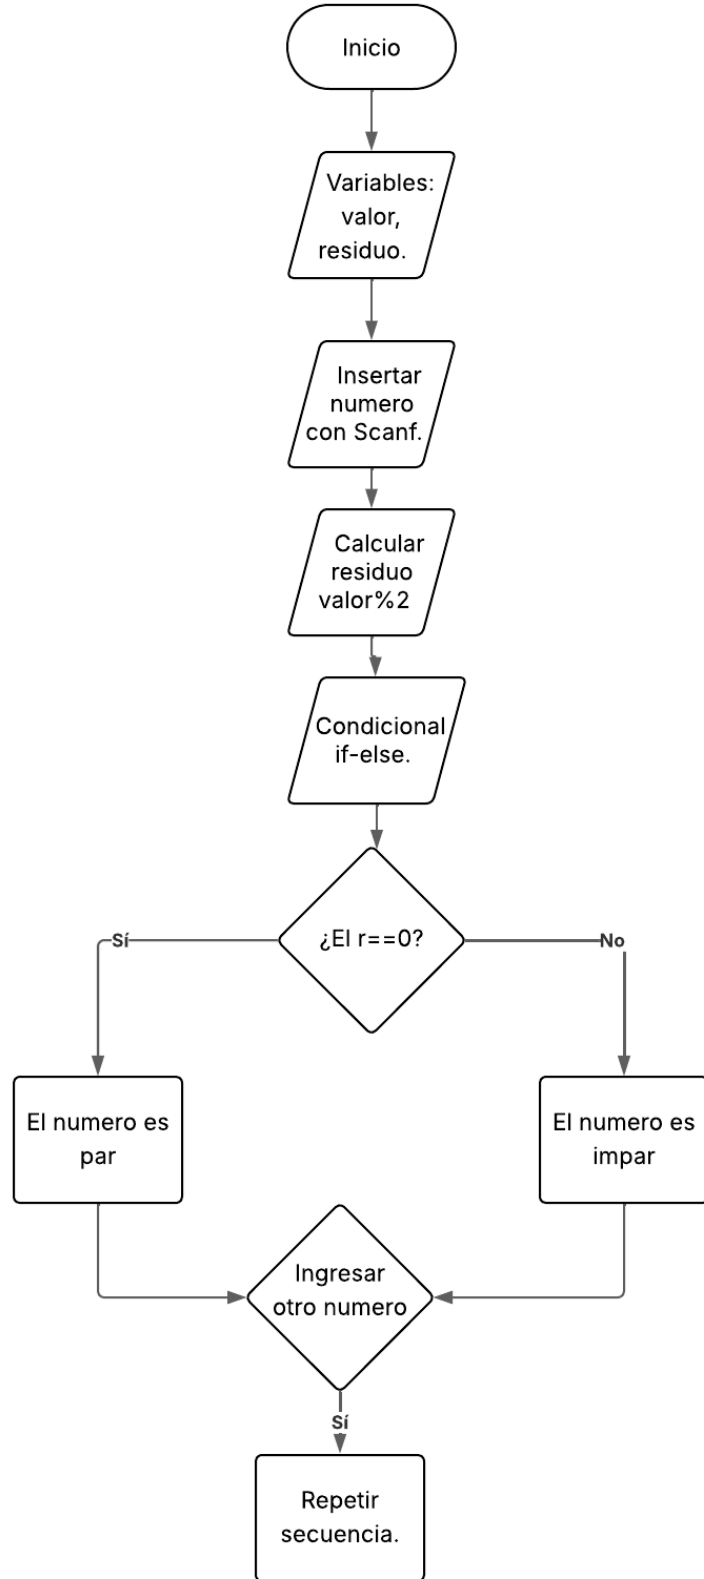 Inicio
Variables:
valor,
residuo.
Insertar
numero
con Scanf.
Calcular
residuo
valor%2
Condicional
if-else.
¿El r==0?
Sí
No
El numero es
par
El numero es
impar
Ingresar
otro numero
Sí
Repetir
secuencia.